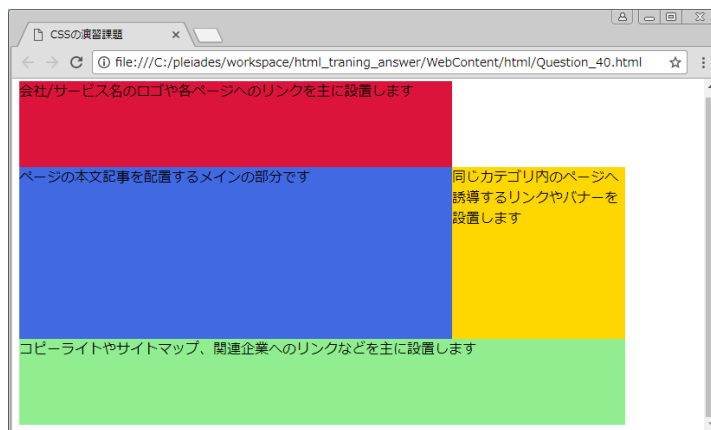 CSSの演習課題
file:///C:/pleiades/workspace/html_traning_answer/WebContent/html/Question_40.html
会社/サービス名のロゴや各ページへのリンクを主に設置します
ページの本文記事を配置するメインの部分です
同じカテゴリ内のページへ
誘導するリンクやバナーを
設置します
コピーライトやサイトマップ、関連企業へのリンクなどを主に設置します